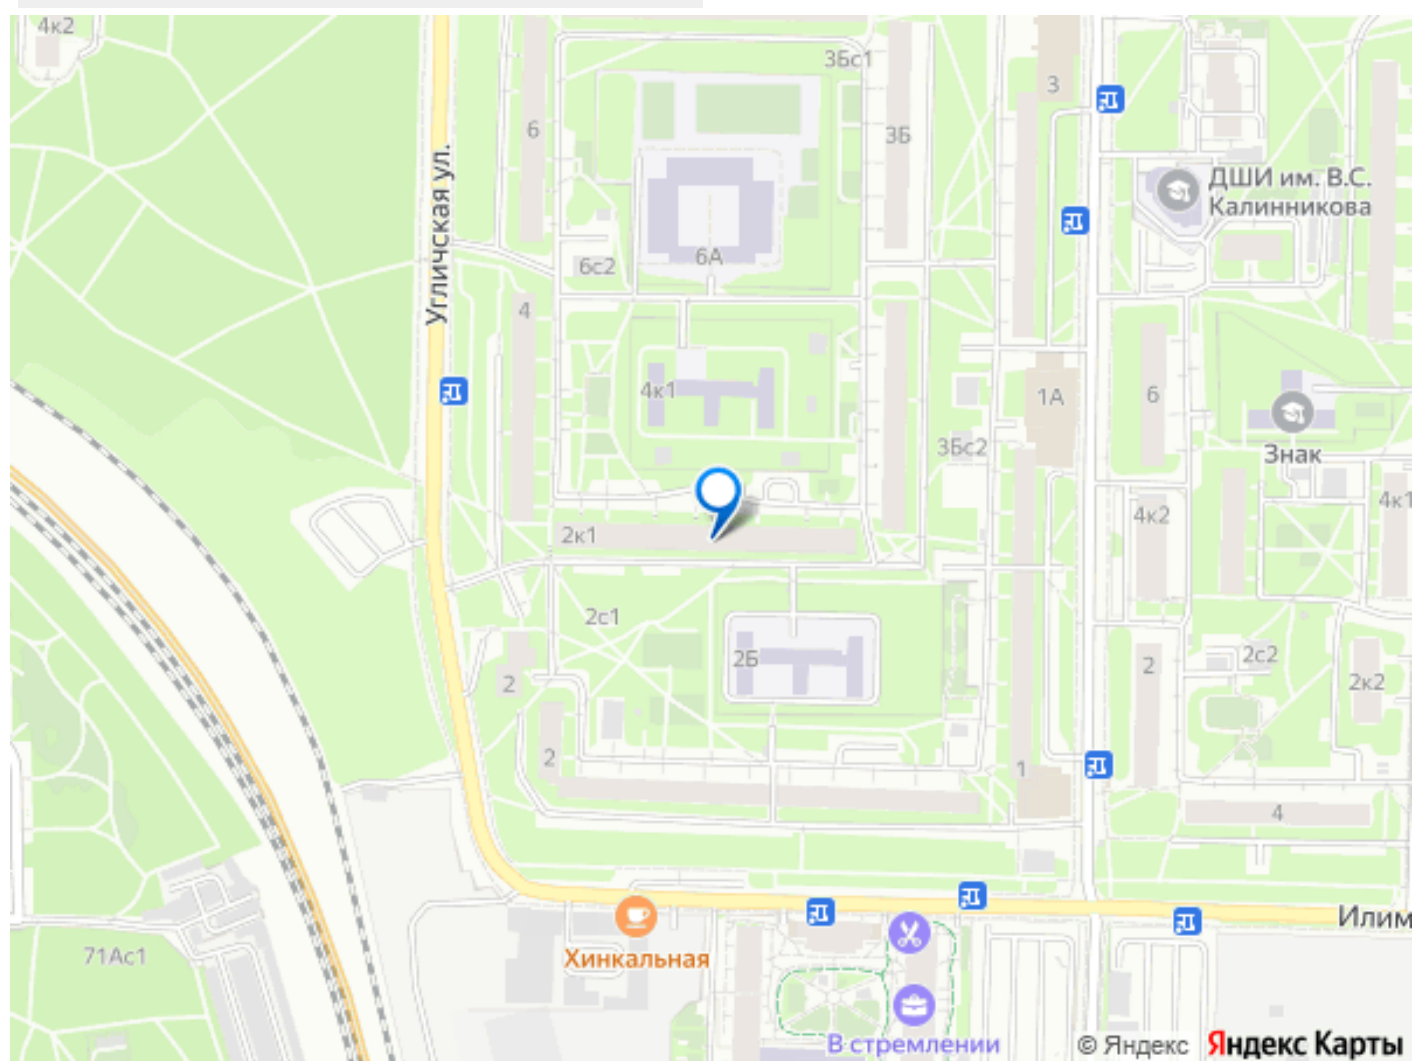 4к2
3Бс1
3
6
3Б
ДШИ им. В.С.
Калинникова
Угличская ул.
6А
6с2
4
4к1
1А
6
3Бс2
Знак
4к1
4к2
2к1
2с1
2Б
2с2
2
2
2к2
2
1
4
Илим
71Ас1
Хинкальная
В стремлении
© Яндекс Яндекс Карты